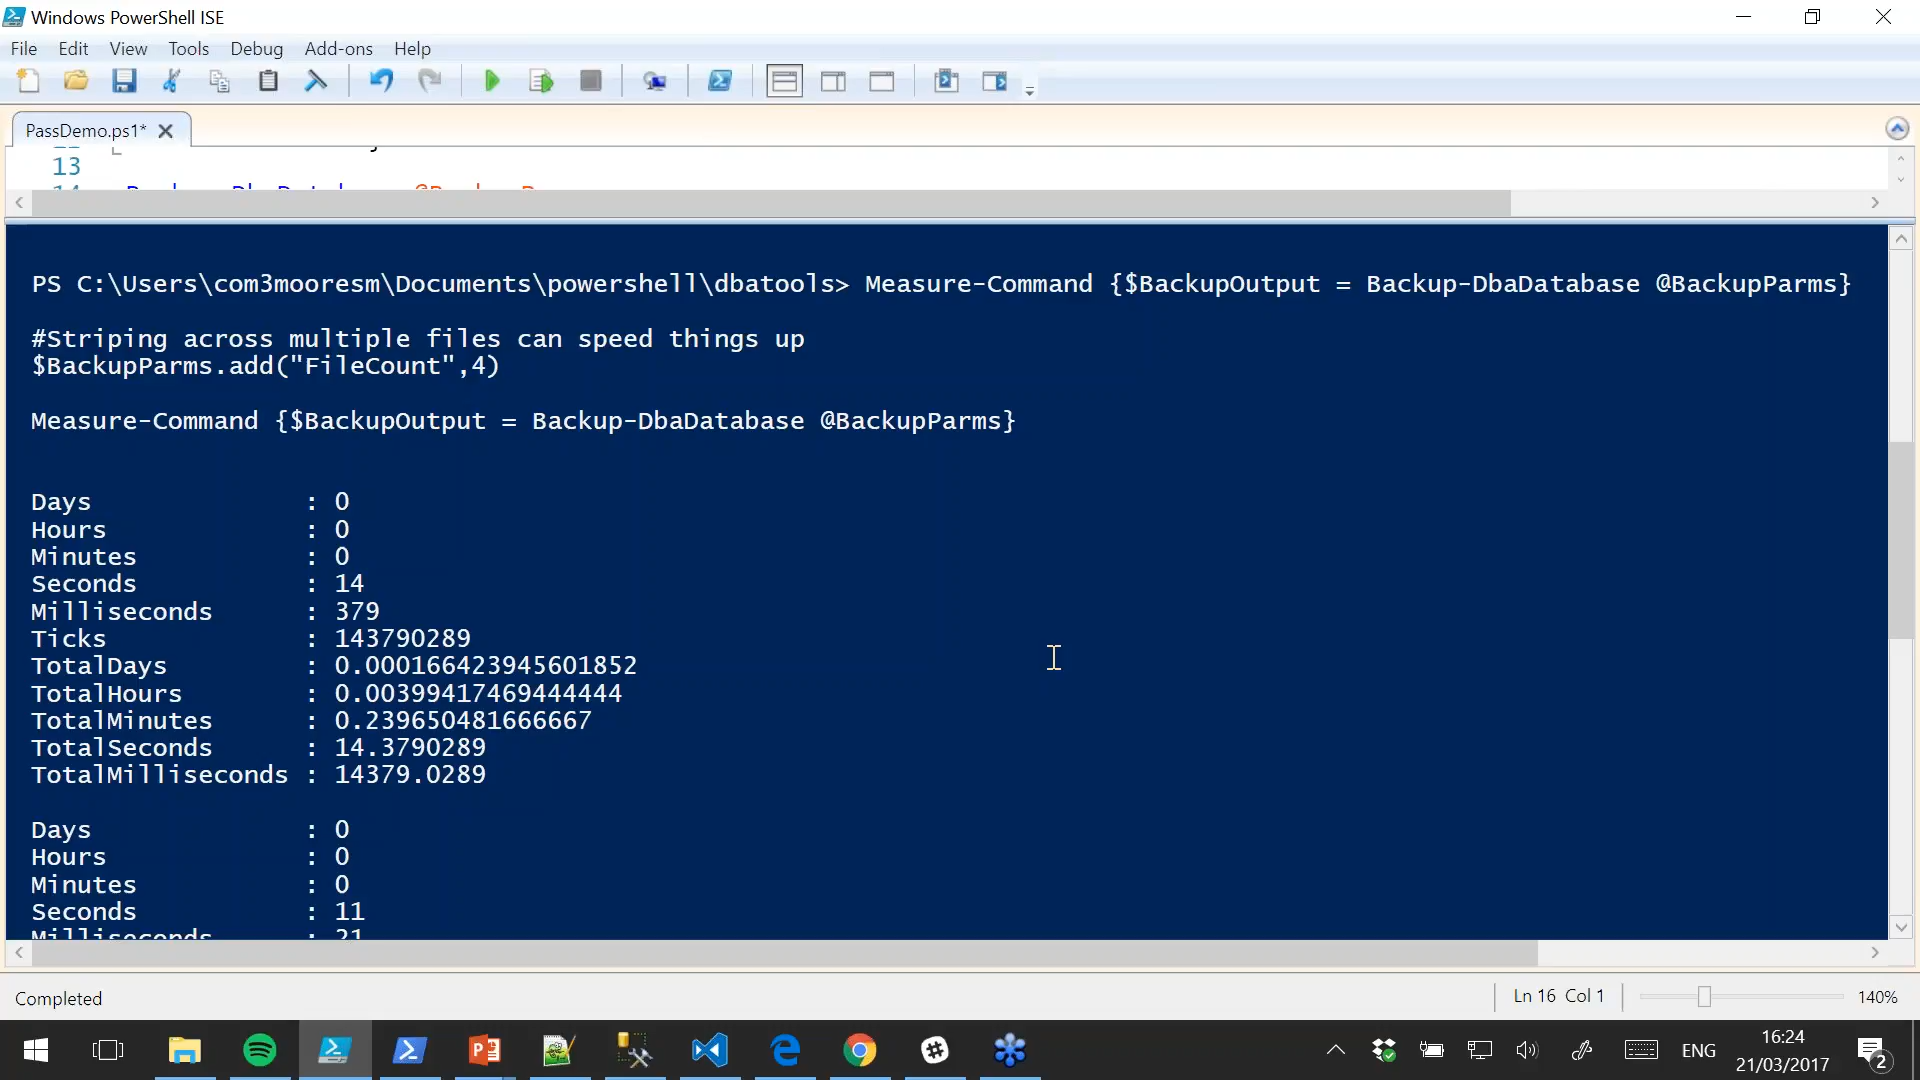 Windows PowerShell ISE
File Edit View Tools Debug Add-ons Help
PassDemo.ps1*
13
PS C:\Users\com3mooresm\Documents\powershell\dbatools> Measure-Command {$BackupOutput = Backup-DbaDatabase @BackupParms}
#Striping across multiple files can speed things up
$BackupParms.add("FileCount",4)
Measure-Command {$BackupOutput = Backup-DbaDatabase @BackupParms}
Days : 0
Hours : 0
Minutes : 0
Seconds : 14
Milliseconds : 379
Ticks : 143790289
TotalDays : 0.000166423945601852
TotalHours : 0.00399417469444444
TotalMinutes : 0.239650481666667
TotalSeconds : 14.3790289
TotalMilliseconds : 14379.0289
Days : 0
Hours : 0
Minutes : 0
Seconds : 11
Milliseconds : 21
Completed
Ln 16 Col 1
140%
ENG
16:24
21/03/2017
2